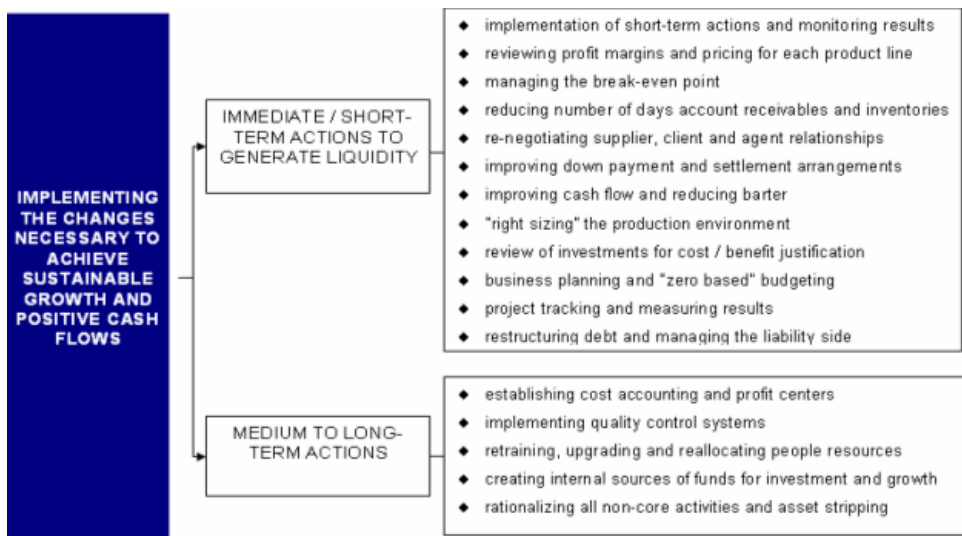 IMPLEMENTING
THE CHANGES
NECESSARY TO
ACHIEVE
SUSTAINABLE
GROWTH AND
POSITIVE CASH
FLOWS
IMMEDIATE / SHORT-
TERM ACTIONS TO
GENERATE LIQUIDITY
◆ implementation of short-term actions and monitoring results
◆ reviewing profit margins and pricing for each product line
◆ managing the break-even point
◆ reducing number of days account receivables and inventories
◆ re-negotiating supplier, client and agent relationships
◆ improving down payment and settlement arrangements
◆ improving cash flow and reducing barter
◆ "right sizing" the production environment
◆ review of investments for cost / benefit justification
◆ business planning and "zero based" budgeting
◆ project tracking and measuring results
◆ restructuring debt and managing the liability side
MEDIUM TO LONG-
TERM ACTIONS
◆ establishing cost accounting and profit centers
◆ implementing quality control systems
◆ retraining, upgrading and reallocating people resources
◆ creating internal sources of funds for investment and growth
◆ rationalizing all non-core activities and asset stripping